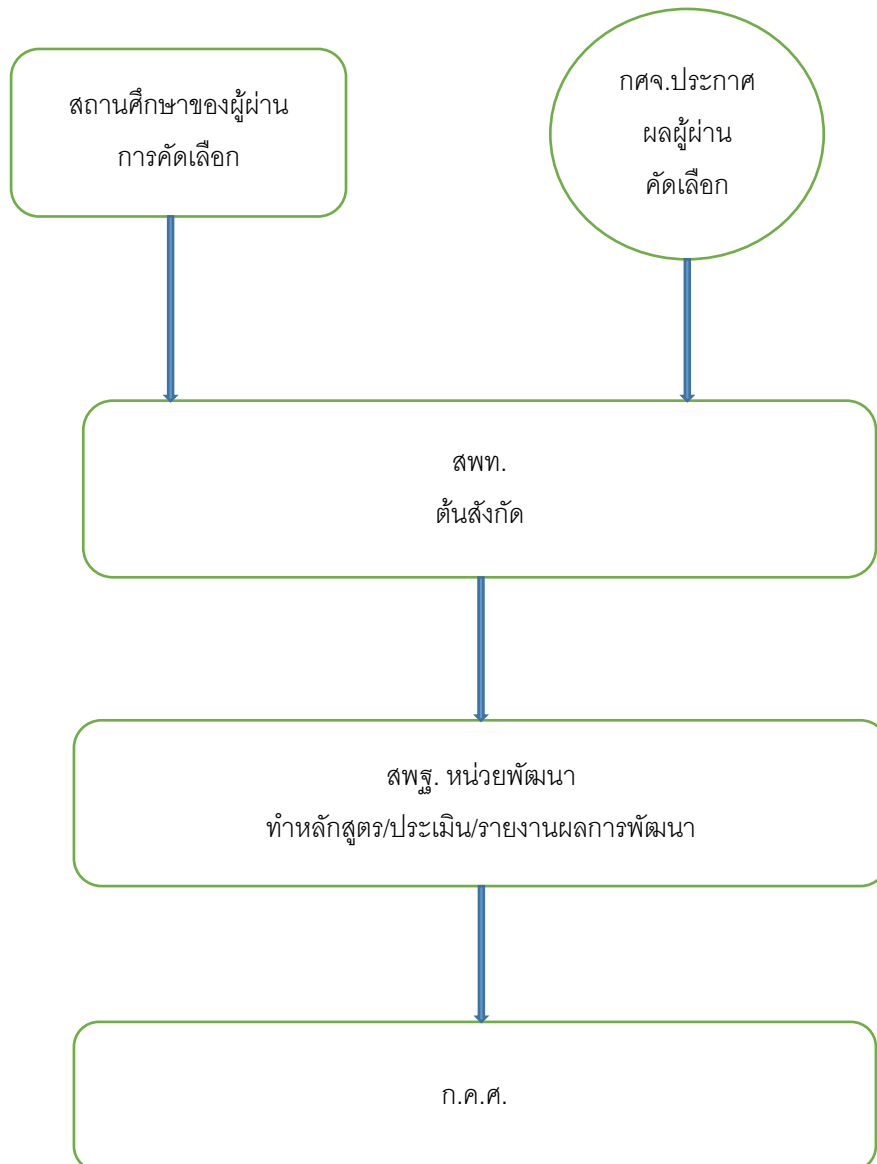 สถานศึกษาของผู้ผ่าน
การคัดเลือก
กศจ.ประกาศ
ผลผู้ผ่าน
คัดเลือก
สพท.
ต้นสังกัด
สพฐ. หน่วยพัฒนา
ทำหลักสูตร/ประเมิน/รายงานผลการพัฒนา
ก.ค.ศ.